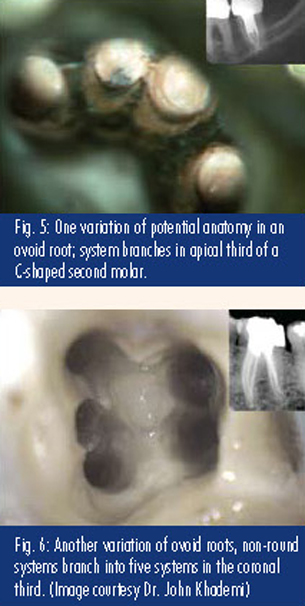 Fig. 5: One variation of potential anatomy in an
ovoid root; system branches in apical third of a
C-shaped second molar.
Fig. 6: Another variation of ovoid roots, non-round
systems branch into five systems in the coronal
third. (Image courtesy Dr. John Khademi)